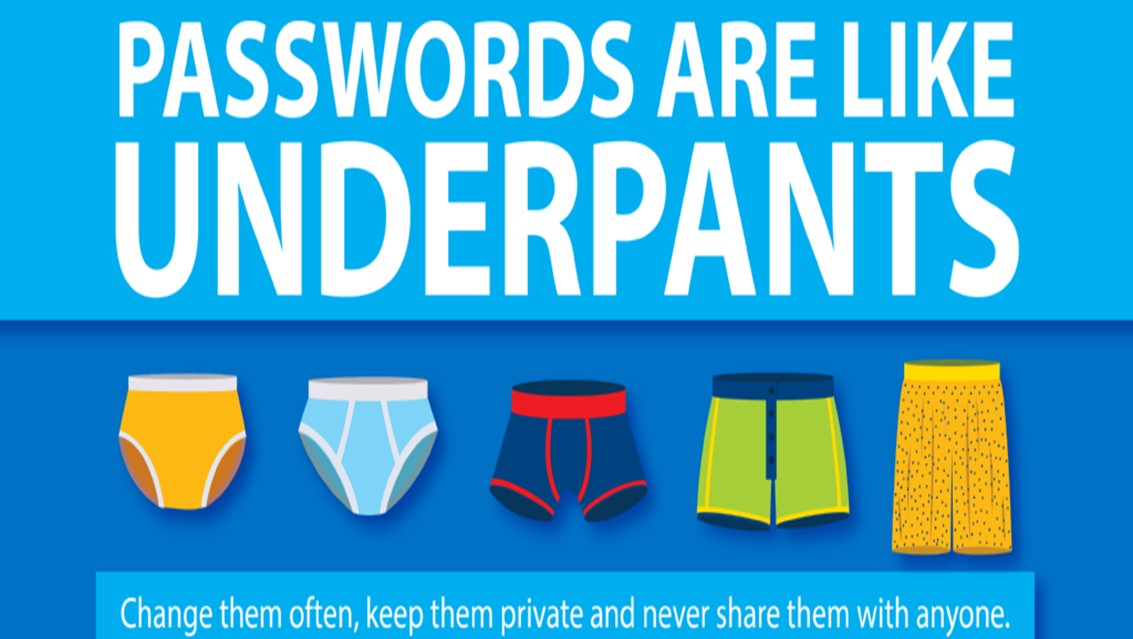 PASSWORDS ARE LIKE
UNDERPANTS
Change them often, keep them private and never share them with anyone.